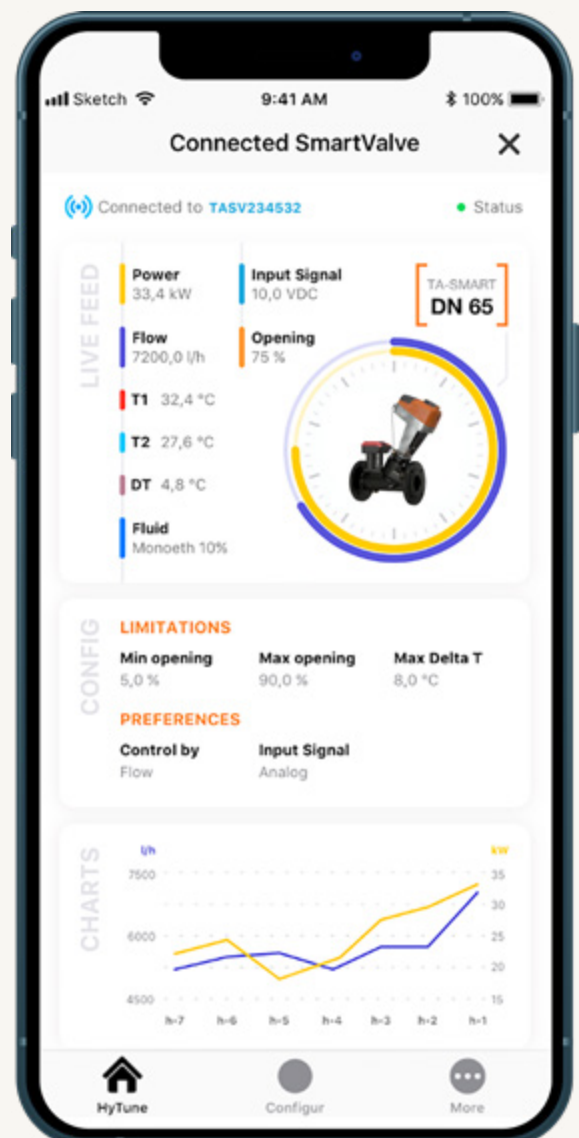 Sketch 9:41 AM 100%
Connected SmartValve
Connected to TASV234532 Status
LIVE FEED
Power
33,4 kW
Input Signal
10,0 VDC
TA-SMART
DN 65
Flow
7200,0 l/h
Opening
75 %
T1 32,4 °C
T2 27,6 °C
DT 4,8 °C
Fluid
Monoeth 10%
CONFIG
LIMITATIONS
Min opening Max opening Max Delta T
5,0 % 90,0 % 8,0 °C
PREFERENCES
Control by Input Signal
Flow Analog
CHARTS
l/h kW
7500 35
30
6000 25
20
4500 15
h-7 h-6 h-5 h-4 h-3 h-2 h-1
HyTune Configur More